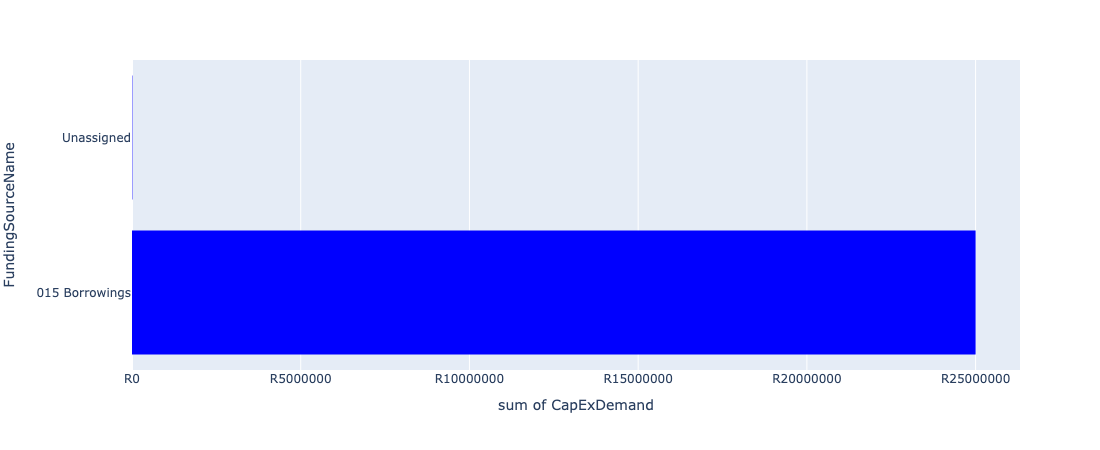 FundingSourceName
Unassigned
015 Borrowings
R0 R5000000 R10000000 R15000000 R20000000 R25000000
sum of CapExDemand